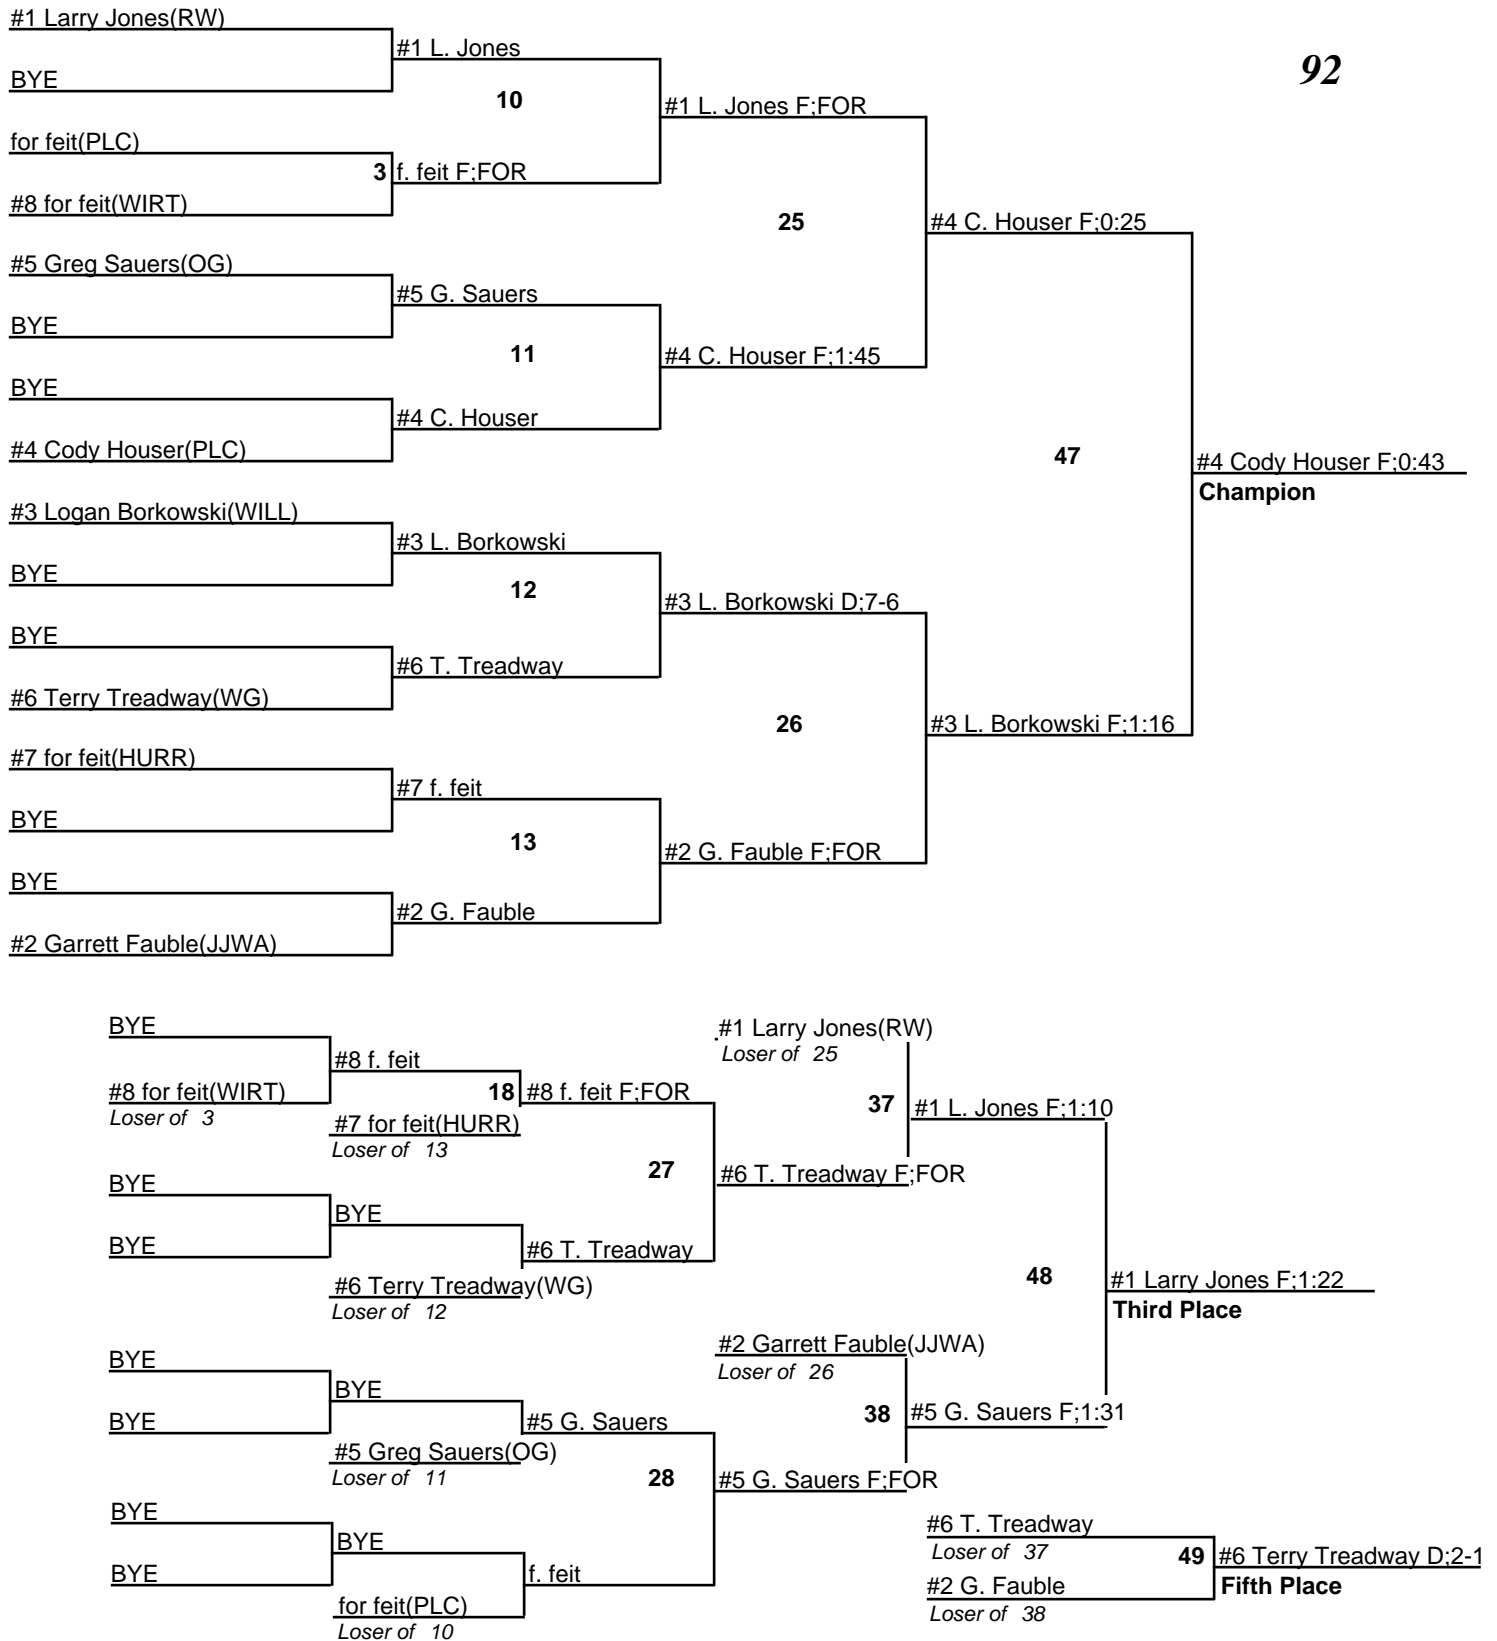 #1 Larry Jones(RW)
#1 L. Jones
92
BYE
10
#1 L. Jones F;FOR
for feit(PLC)
3
f. feit F;FOR
#8 for feit(WIRT)
25
#4 C. Houser F;0:25
#5 Greg Sauers(OG)
#5 G. Sauers
BYE
11
#4 C. Houser F;1:45
BYE
#4 C. Houser
#4 Cody Houser(PLC)
47
#4 Cody Houser F;0:43
Champion
#3 Logan Borkowski(WILL)
#3 L. Borkowski
BYE
12
#3 L. Borkowski D;7-6
BYE
#6 T. Treadway
#6 Terry Treadway(WG)
26
#3 L. Borkowski F;1:16
#7 for feit(HURR)
#7 f. feit
BYE
13
#2 G. Fauble F;FOR
BYE
#2 G. Fauble
#2 Garrett Fauble(JJWA)
BYE
#1 Larry Jones(RW)
Loser of 25
#8 f. feit
#8 for feit(WIRT)
Loser of 3
18
#8 f. feit F;FOR
37
#1 L. Jones F;1:10
#7 for feit(HURR)
Loser of 13
27
#6 T. Treadway F;FOR
BYE
BYE
BYE
#6 T. Treadway
#6 Terry Treadway(WG)
Loser of 12
48
#1 Larry Jones F;1:22
Third Place
#2 Garrett Fauble(JJWA)
Loser of 26
BYE
BYE
BYE
#5 G. Sauers
38
#5 G. Sauers F;1:31
#5 Greg Sauers(OG)
Loser of 11
28
#5 G. Sauers F;FOR
BYE
BYE
BYE
f. feit
for feit(PLC)
Loser of 10
#6 T. Treadway
Loser of 37
49
#6 Terry Treadway D;2-1
#2 G. Fauble
Fifth Place
Loser of 38